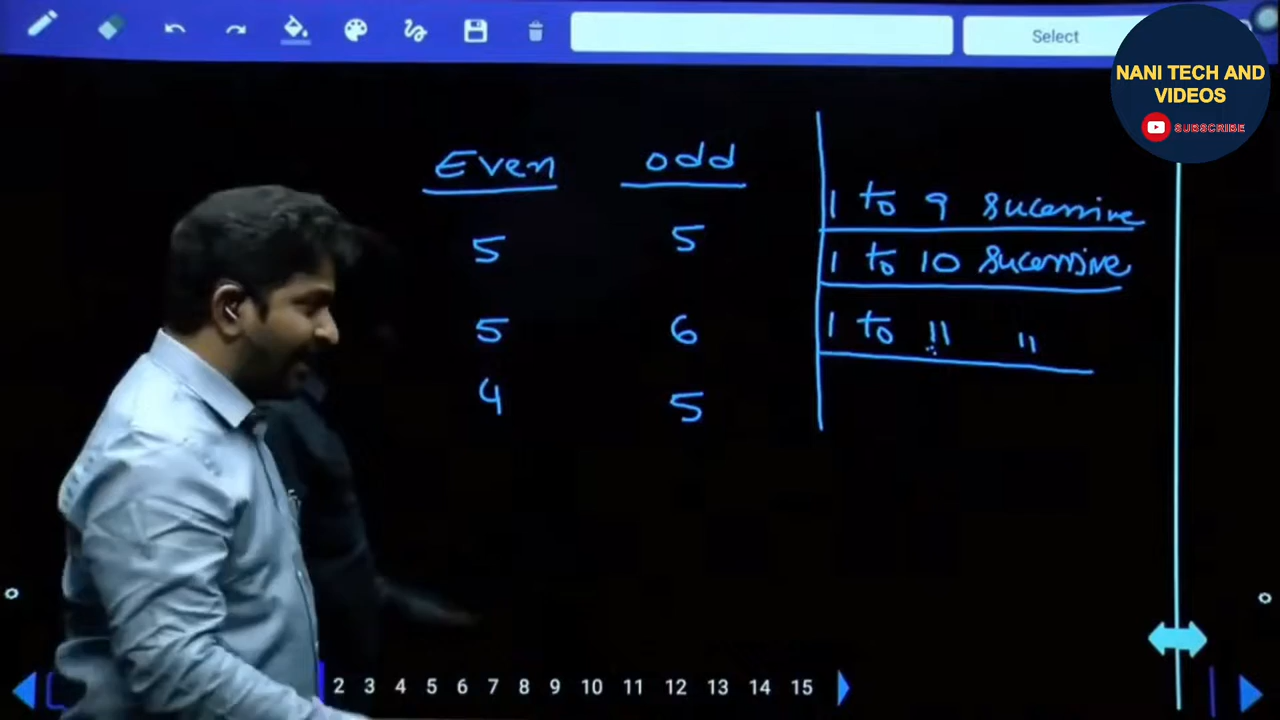 Select
NANI TECH AND
VIDEOS
SUBSCRIBE
Even odd
1 to 9 sucessive
5 5
1 to 10 sucessive
5 6
1 to 11 "
4 5
2 3 4 5 6 7 8 9 10 11 12 13 14 15